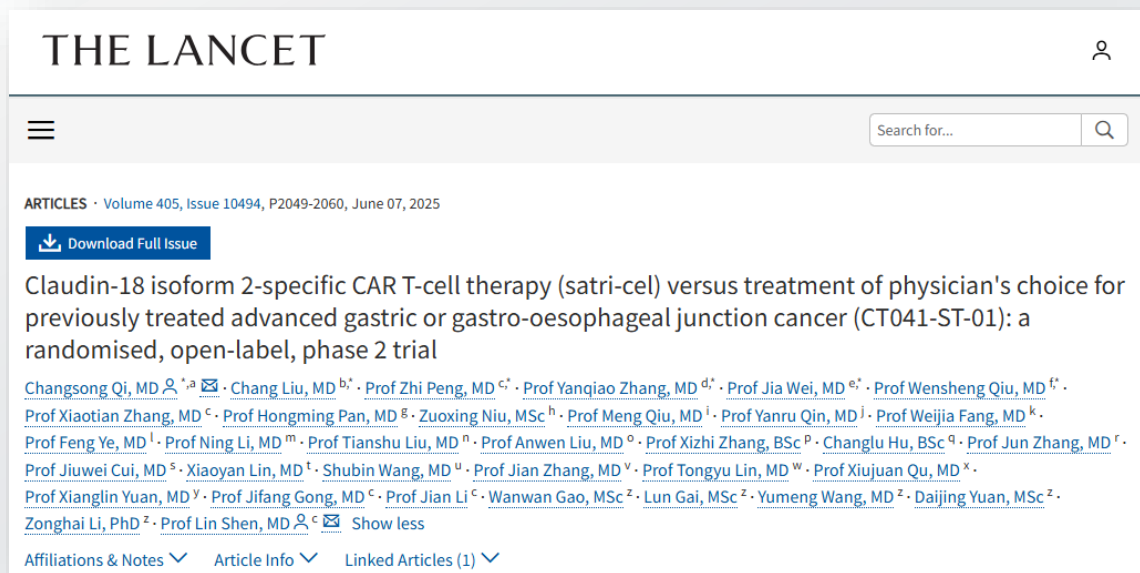 THE LANCET
Search for...
ARTICLES · Volume 405, Issue 10494, P2049-2060, June 07, 2025
Download Full Issue
Claudin-18 isoform 2-specific CAR T-cell therapy (satri-cel) versus treatment of physician's choice for
previously treated advanced gastric or gastro-oesophageal junction cancer (CT041-ST-01): a
randomised, open-label, phase 2 trial
Changsong Qi, MD *,a · Chang Liu, MD b,* · Prof Zhi Peng, MD c,* · Prof Yanqiao Zhang, MD d,* · Prof Jia Wei, MD e,* · Prof Wensheng Qiu, MD f,* ·
Prof Xiaotian Zhang, MD c · Prof Hongming Pan, MD g · Zuoxing Niu, MSc h · Prof Meng Qiu, MD i · Prof Yanru Qin, MD j · Prof Weijia Fang, MD k ·
Prof Feng Ye, MD l · Prof Ning Li, MD m · Prof Tianshu Liu, MD n · Prof Anwen Liu, MD o · Prof Xizhi Zhang, BSc p · Changlu Hu, BSc q · Prof Jun Zhang, MD r ·
Prof Jiuwei Cui, MD s · Xiaoyan Lin, MD t · Shubin Wang, MD u · Prof Jian Zhang, MD v · Prof Tongyu Lin, MD w · Prof Xiujuan Qu, MD x ·
Prof Xianglin Yuan, MD y · Prof Jifang Gong, MD c · Prof Jian Li c · Wanwan Gao, MSc z · Lun Gai, MSc z · Yumeng Wang, MD z · Daijing Yuan, MSc z ·
Zonghai Li, PhD z · Prof Lin Shen, MD c Show less
Affiliations & Notes Article Info Linked Articles (1)